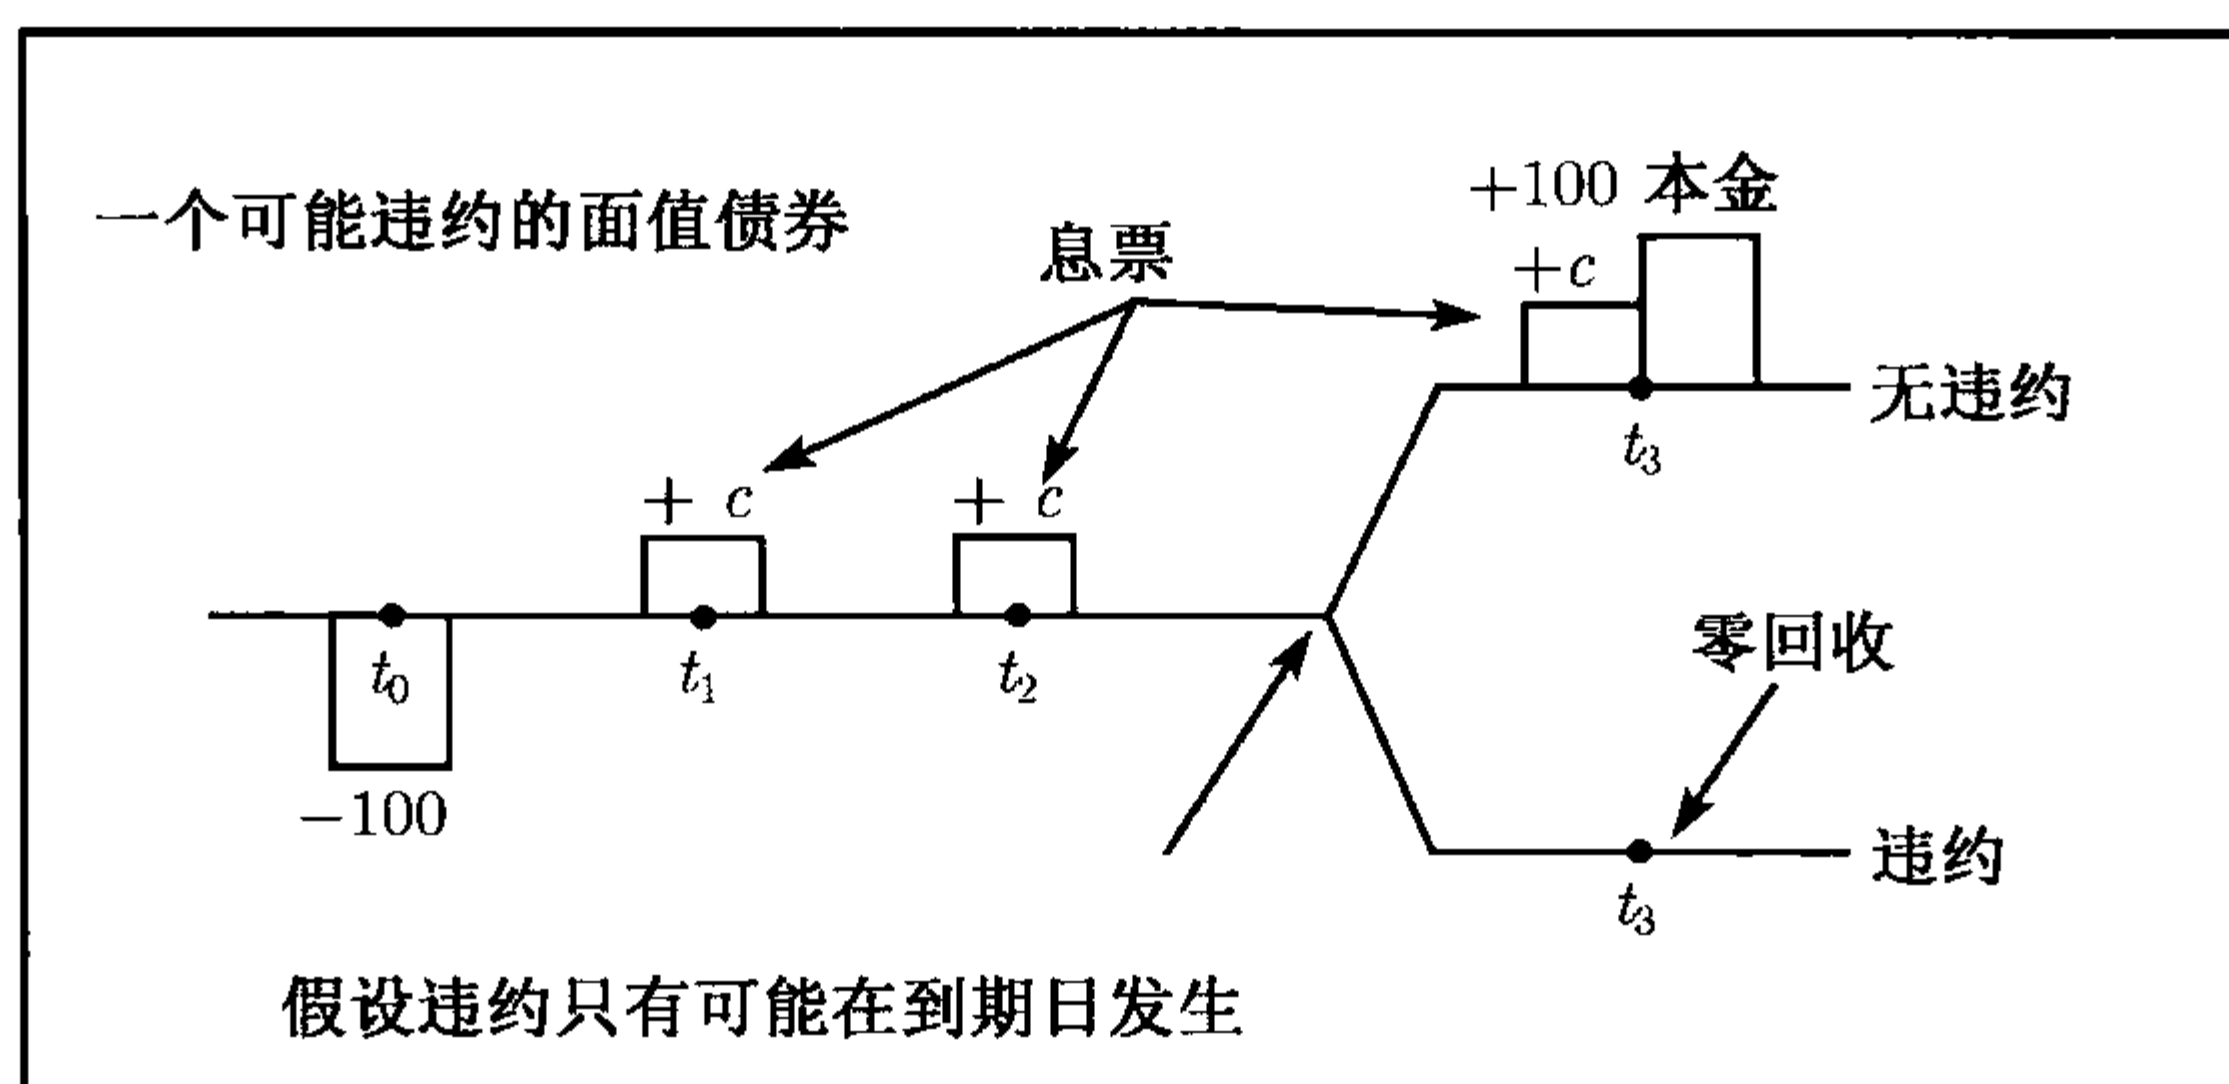 一个可能违约的面值债券
+100 本金
息票
+c
无违约
t₃
+ c
+ c
零回收
t₀
t₁
t₂
−100
违约
t₃
假设违约只有可能在到期日发生